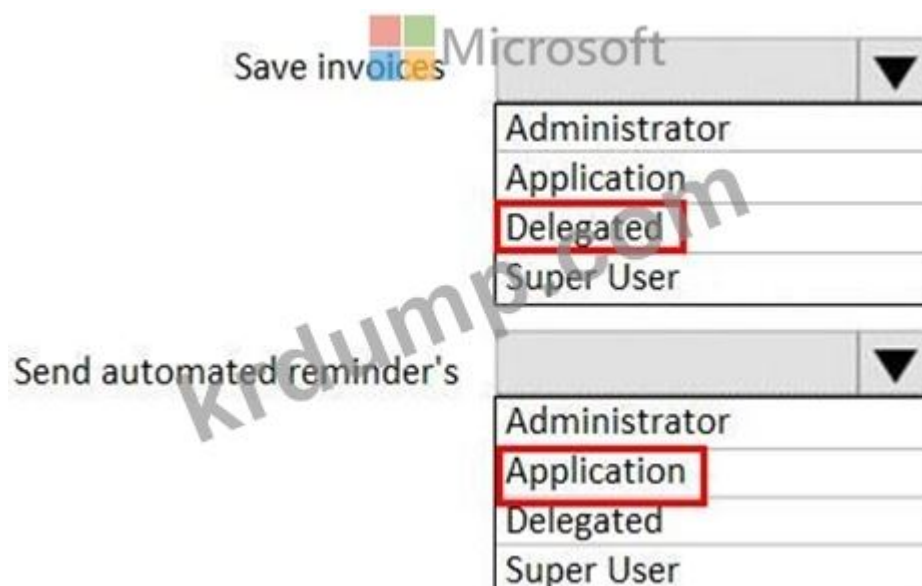 Microsoft
Save invoices
Administrator
Application
Delegated
Super User
Send automated reminder's
Administrator
Application
Delegated
Super User
krdump.com